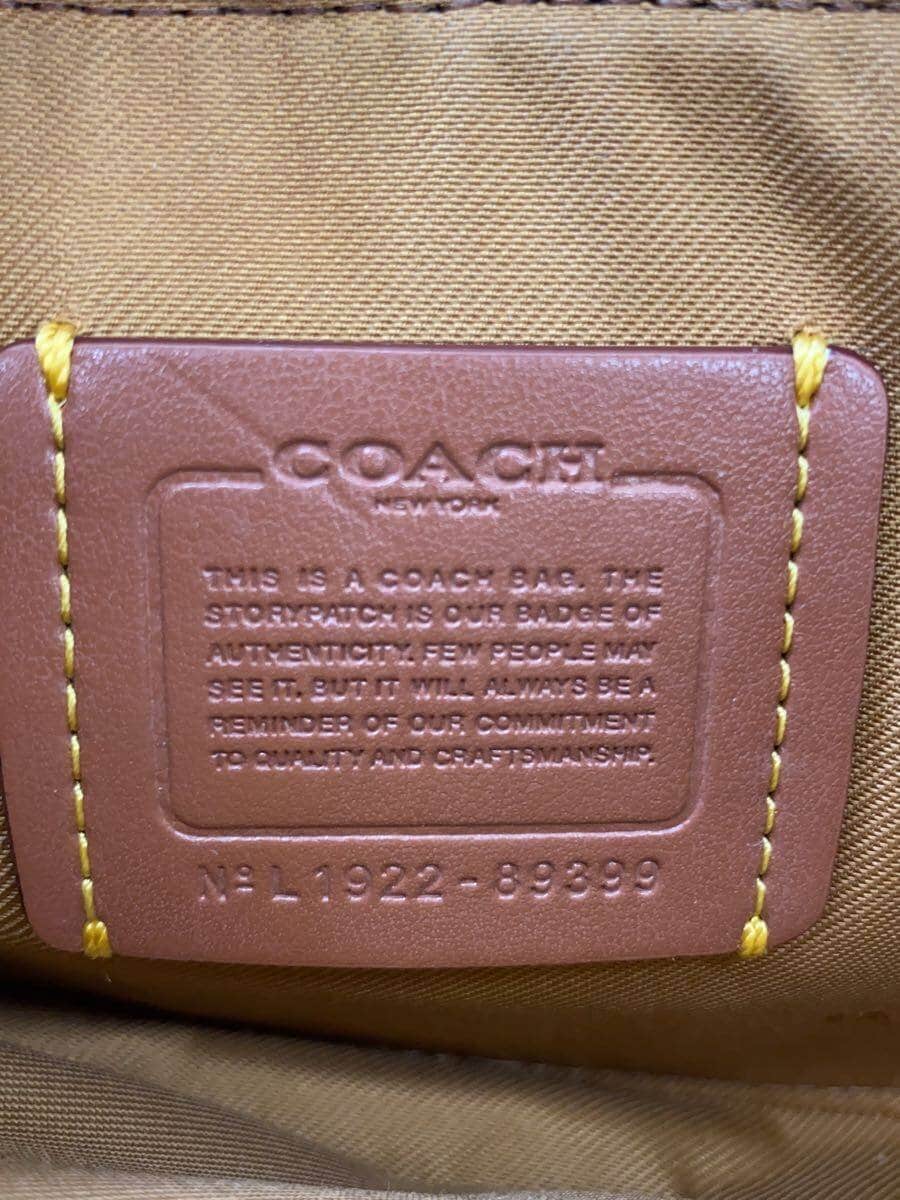 COACH
NEW YORK
THIS IS A COACH BAG. THE
STORYPATCH IS OUR BADGE OF
AUTHENTICITY. FEW PEOPLE MAY
SEE IT. BUT IT WILL ALWAYS BE A
REMINDER OF OUR COMMITMENT
TO QUALITY AND CRAFTSMANSHIP.
Nº L1922-89399